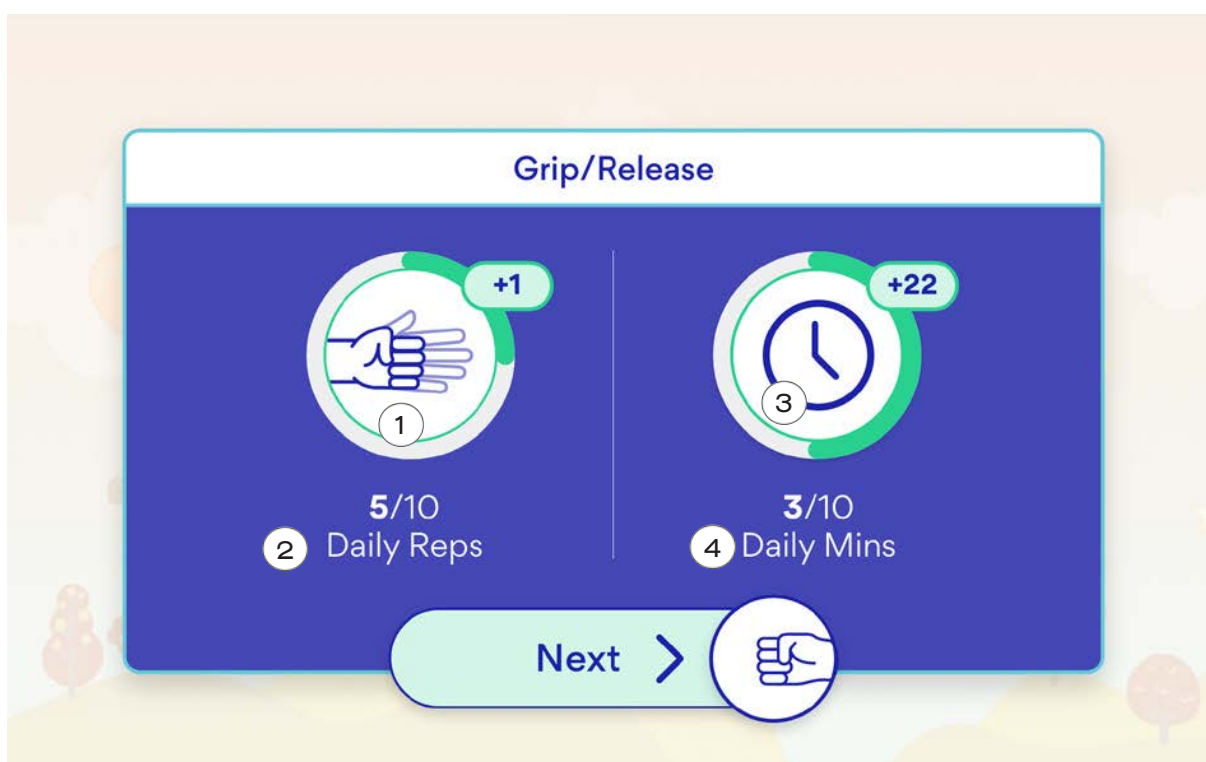 Grip/Release
+1
1
5/10
2 Daily Reps
+22
3
3/10
4 Daily Mins
Next >